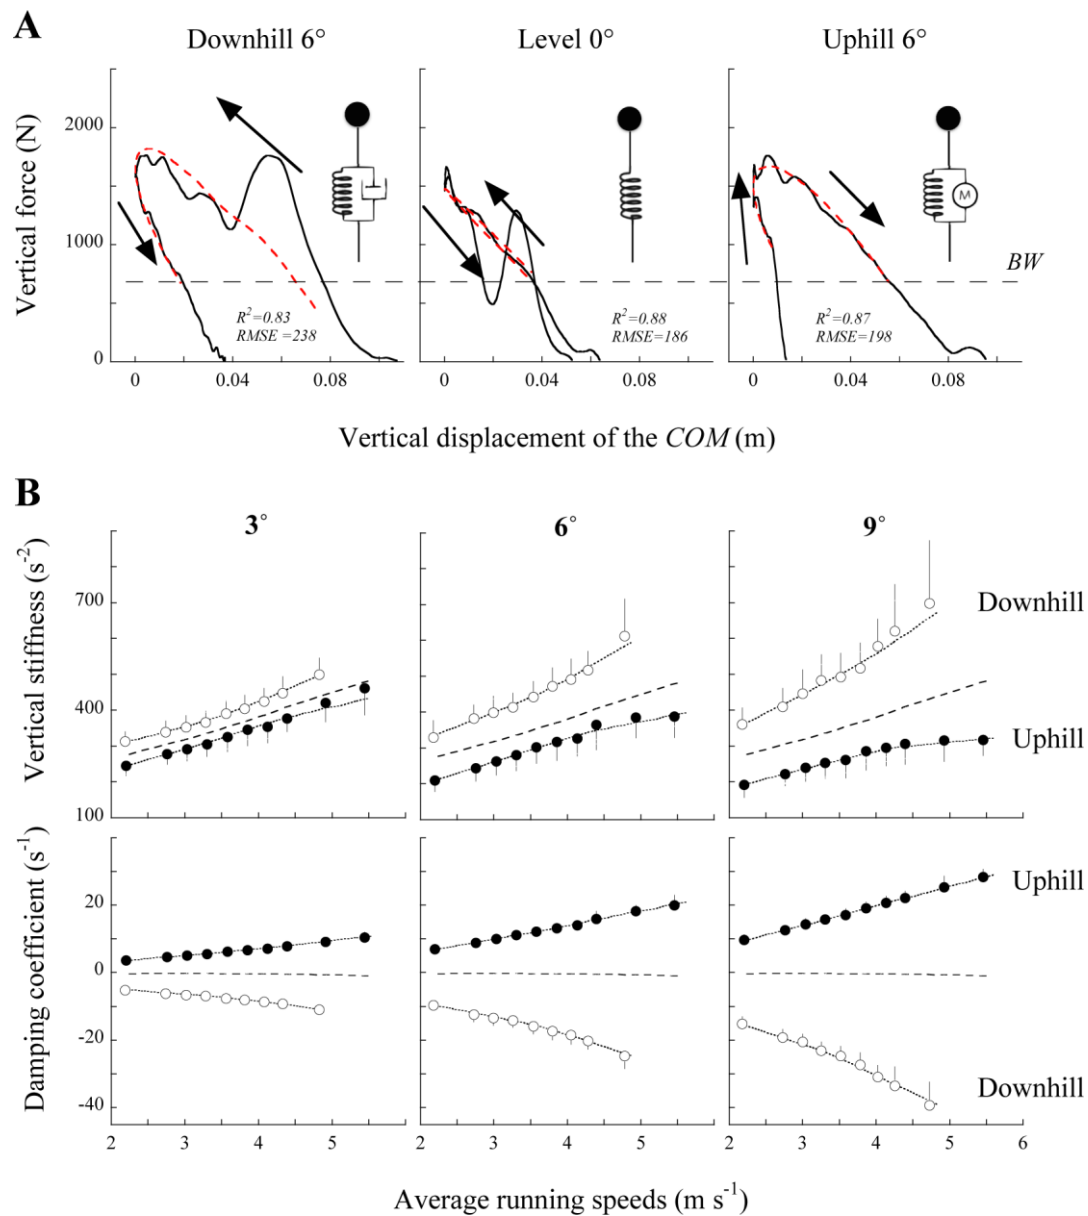 A
Downhill 6° Level 0° Uphill 6°
Vertical force (N)
2000
1000
0
M
BW
R²=0.83
RMSE =238
R²=0.88
RMSE=186
R²=0.87
RMSE=198
0 0.04 0.08 0 0.04 0.08 0 0.04 0.08
Vertical displacement of the COM (m)
B
3° 6° 9°
Vertical stiffness (s⁻²)
700
400
100
Downhill
Uphill
Damping coefficient (s⁻¹)
20
0
-20
-40
Uphill
Downhill
2 3 4 5 2 3 4 5 2 3 4 5 6
Average running speeds (m s⁻¹)